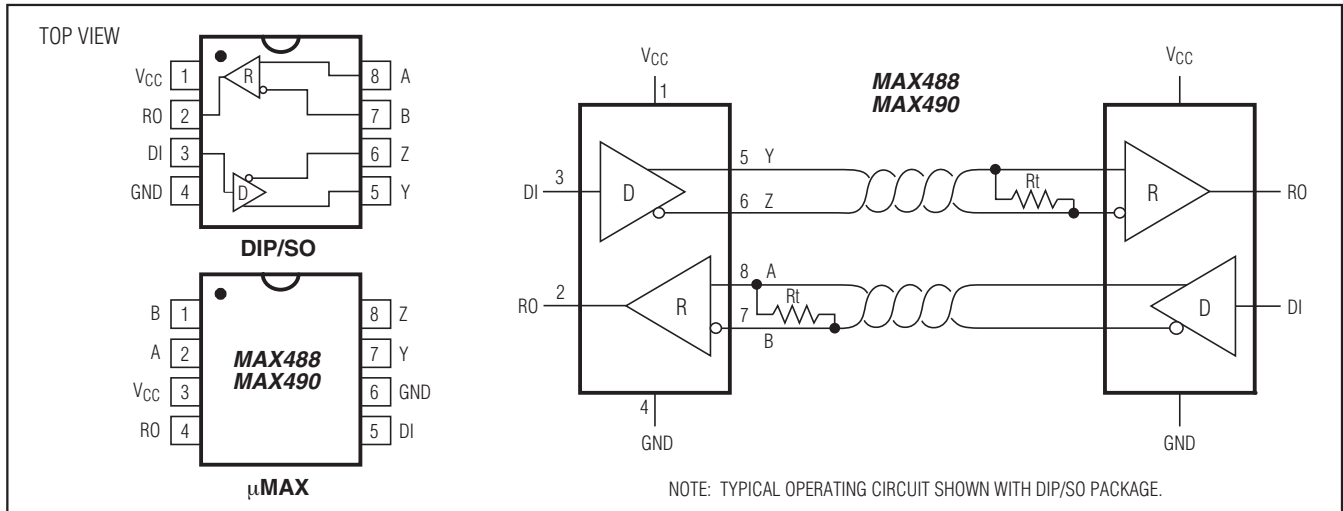 TOP VIEW
VCC 1
RO 2
DI 3
GND 4
R
D
8 A
7 B
6 Z
5 Y
DIP/SO
B 1
A 2
VCC 3
RO 4
MAX488
MAX490
8 Z
7 Y
6 GND
5 DI
µMAX
VCC
1
MAX488
MAX490
VCC
DI 3
D
5 Y
6 Z
Rt
R
RO
RO 2
R
8 A
Rt
7
B
D
DI
4
GND
GND
NOTE: TYPICAL OPERATING CIRCUIT SHOWN WITH DIP/SO PACKAGE.